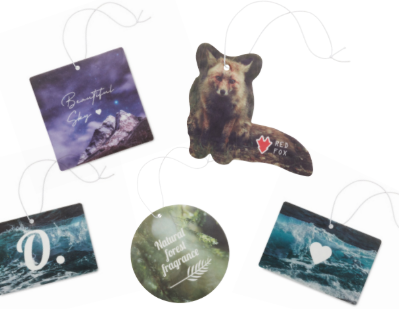 Beautiful
Sky
RED
FOX
O.
Natural
forest
fragrance